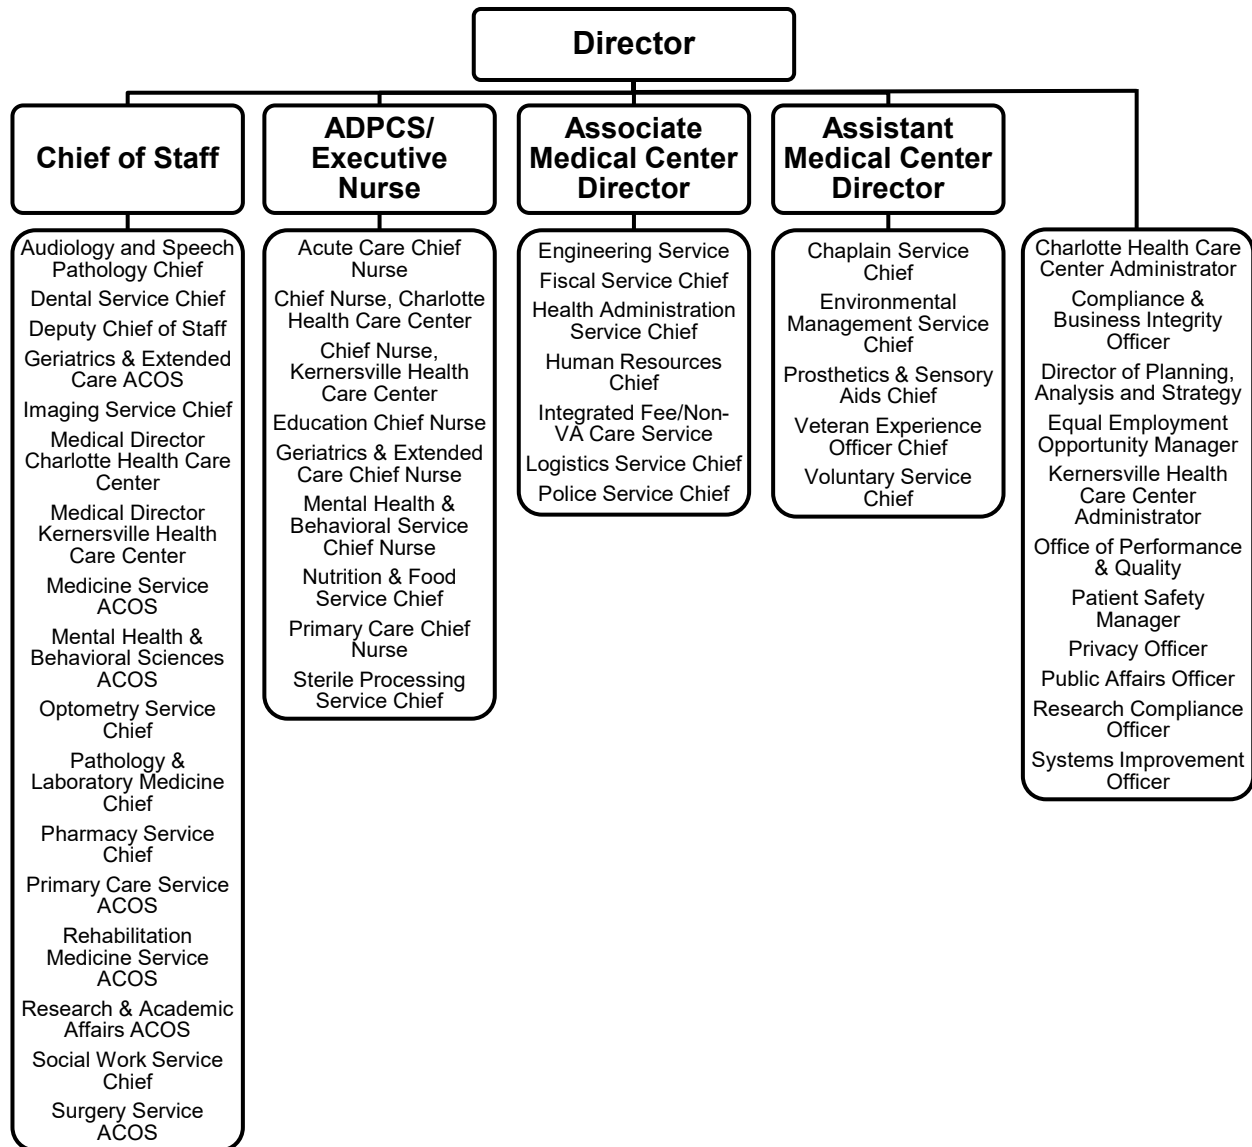 Director
Chief of Staff
ADPCS/
Executive
Nurse
Associate
Medical Center
Director
Assistant
Medical Center
Director
Audiology and Speech
Pathology Chief
Dental Service Chief
Deputy Chief of Staff
Geriatrics & Extended
Care ACOS
Imaging Service Chief
Medical Director
Charlotte Health Care
Center
Medical Director
Kernersville Health
Care Center
Medicine Service
ACOS
Mental Health &
Behavioral Sciences
ACOS
Optometry Service
Chief
Pathology &
Laboratory Medicine
Chief
Pharmacy Service
Chief
Primary Care Service
ACOS
Rehabilitation
Medicine Service
ACOS
Research & Academic
Affairs ACOS
Social Work Service
Chief
Surgery Service
ACOS
Acute Care Chief
Nurse
Chief Nurse, Charlotte
Health Care Center
Chief Nurse,
Kernersville Health
Care Center
Education Chief Nurse
Geriatrics & Extended
Care Chief Nurse
Mental Health &
Behavioral Service
Chief Nurse
Nutrition & Food
Service Chief
Primary Care Chief
Nurse
Sterile Processing
Service Chief
Engineering Service
Fiscal Service Chief
Health Administration
Service Chief
Human Resources
Chief
Integrated Fee/Non-
VA Care Service
Logistics Service Chief
Police Service Chief
Chaplain Service
Chief
Environmental
Management Service
Chief
Prosthetics & Sensory
Aids Chief
Veteran Experience
Officer Chief
Voluntary Service
Chief
Charlotte Health Care
Center Administrator
Compliance &
Business Integrity
Officer
Director of Planning,
Analysis and Strategy
Equal Employment
Opportunity Manager
Kernersville Health
Care Center
Administrator
Office of Performance
& Quality
Patient Safety
Manager
Privacy Officer
Public Affairs Officer
Research Compliance
Officer
Systems Improvement
Officer